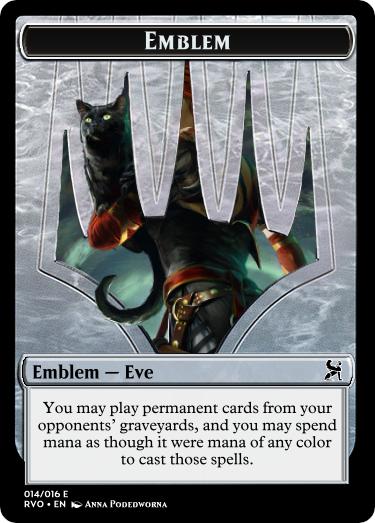 EMBLEM
Emblem — Eve
You may play permanent cards from your
opponents' graveyards, and you may spend
mana as though it were mana of any color
to cast those spells.
014/016 E
RVO • EN ANNA PODEDWORNA